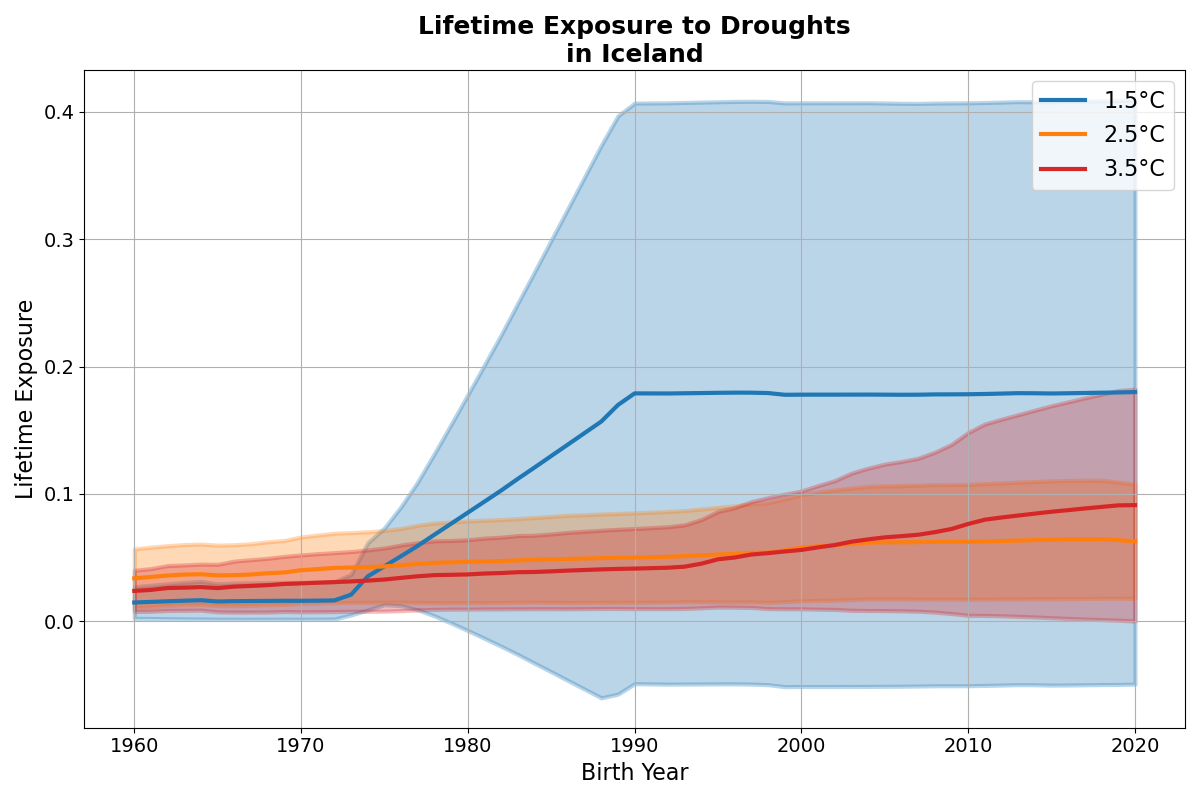 Lifetime Exposure to Droughts
in Iceland
1.5°C
2.5°C
3.5°C
Lifetime Exposure
0.4
0.3
0.2
0.1
0.0
1960 1970 1980 1990 2000 2010 2020
Birth Year